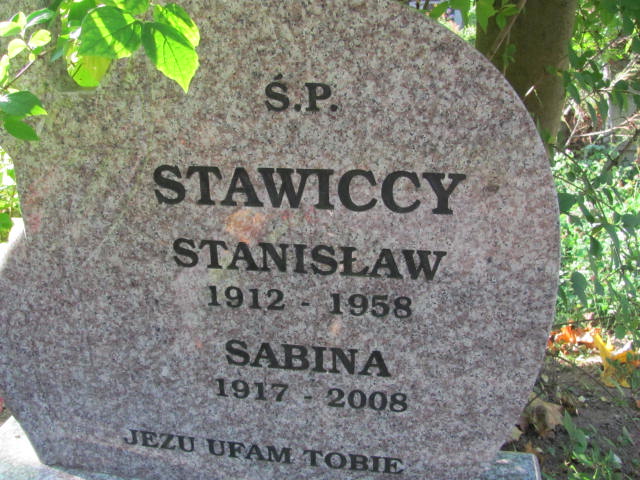 Ś.P.
STAWICCY
STANISŁAW
1912 - 1958
SABINA
1917 - 2008
JEZU UFAM TOBIE